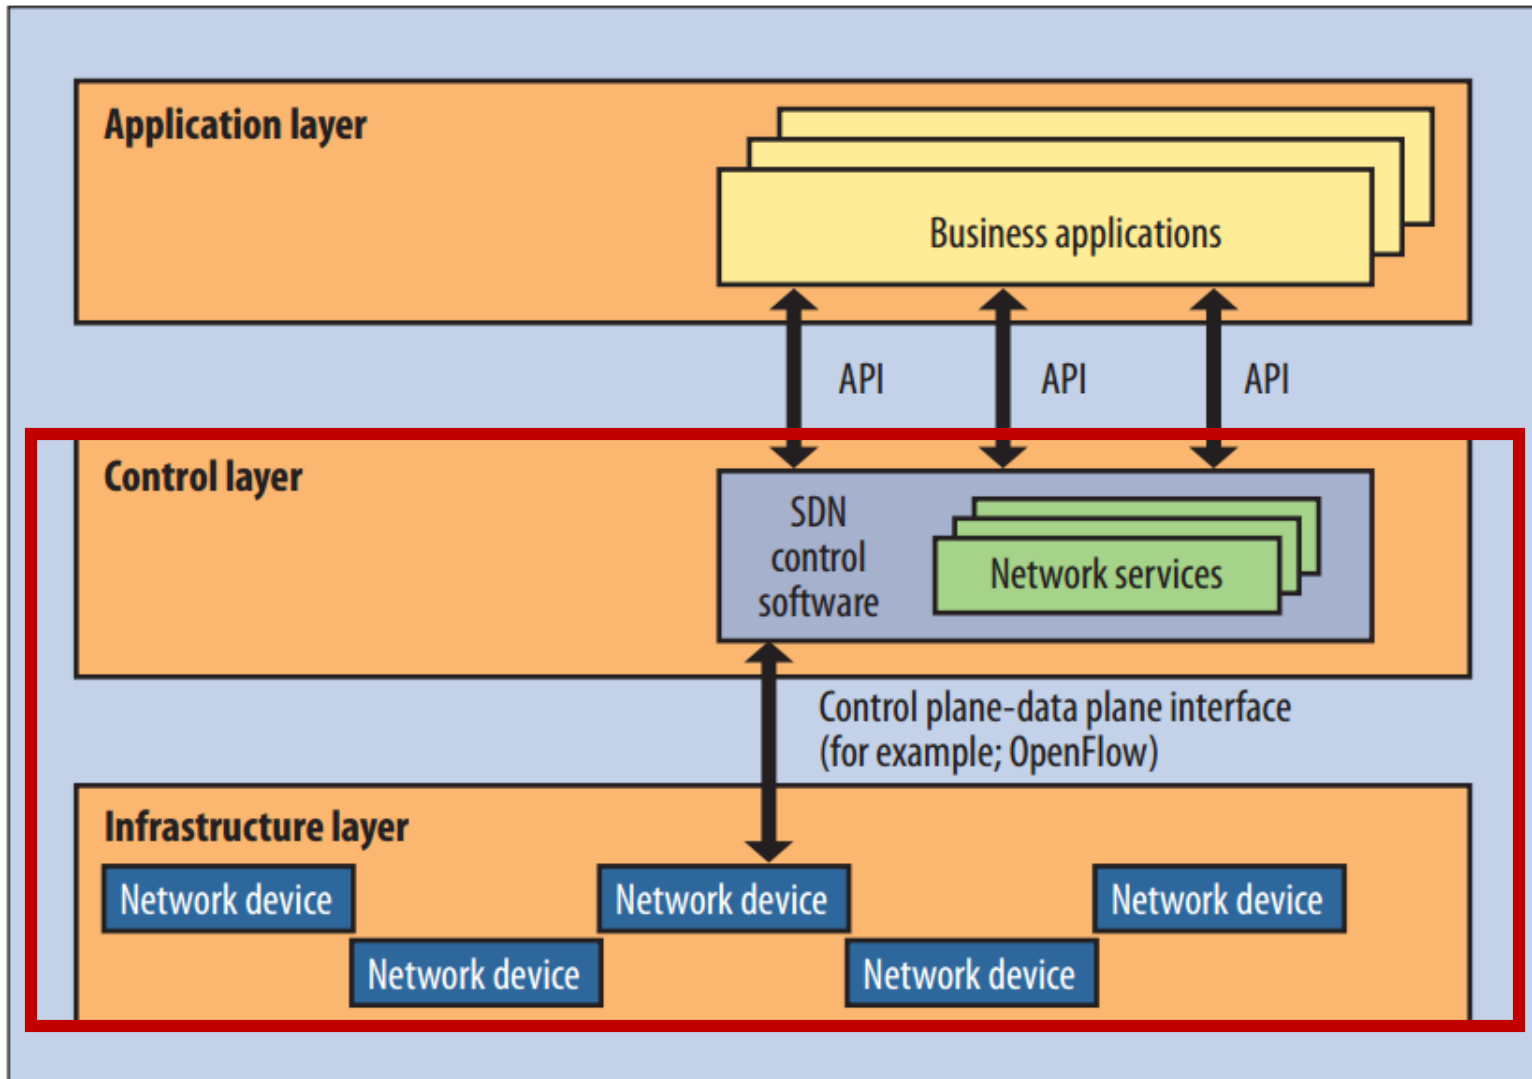 Application layer
Business applications
API
API
API
Control layer
SDN
control
software
Network services
Control plane-data plane interface
(for example; OpenFlow)
Infrastructure layer
Network device
Network device
Network device
Network device
Network device